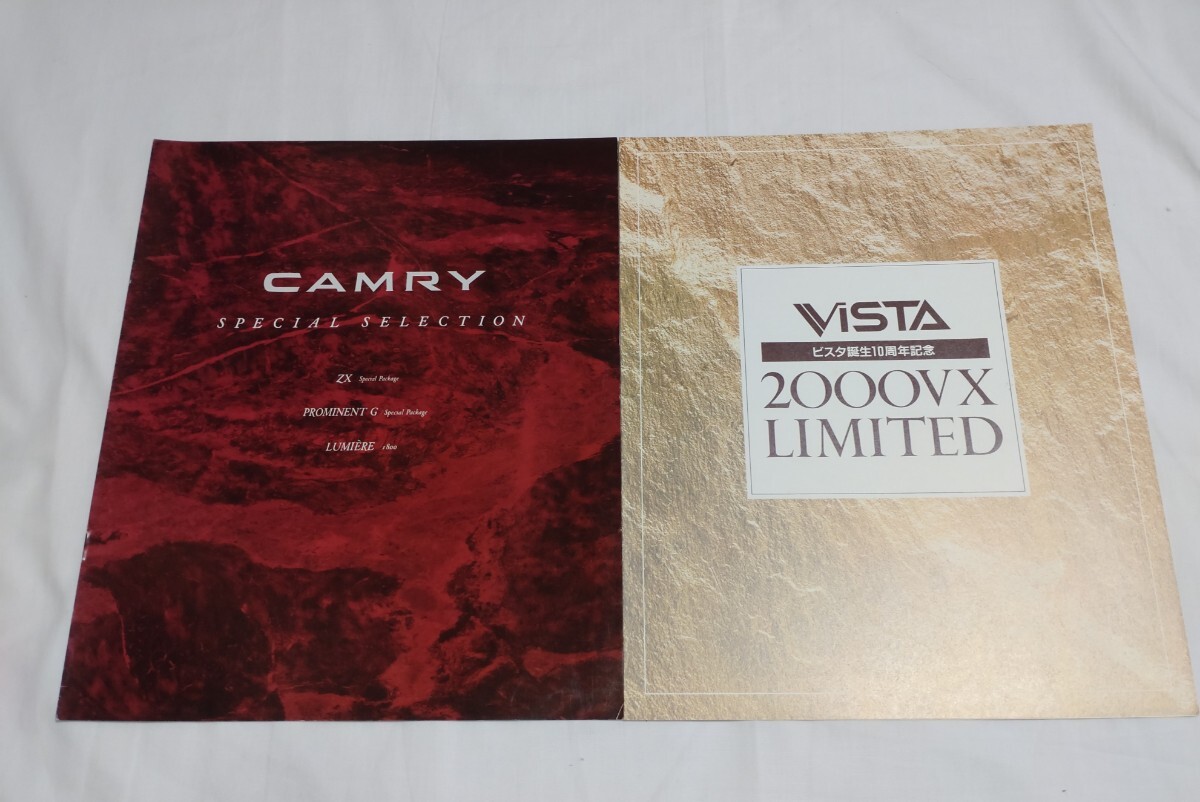 CAMRY
SPECIAL SELECTION
ZX Special Package
PROMINENT G Special Package
LUMIÈRE 1800
ViSTA
ビスタ誕生10周年記念
2000VX
LIMITED